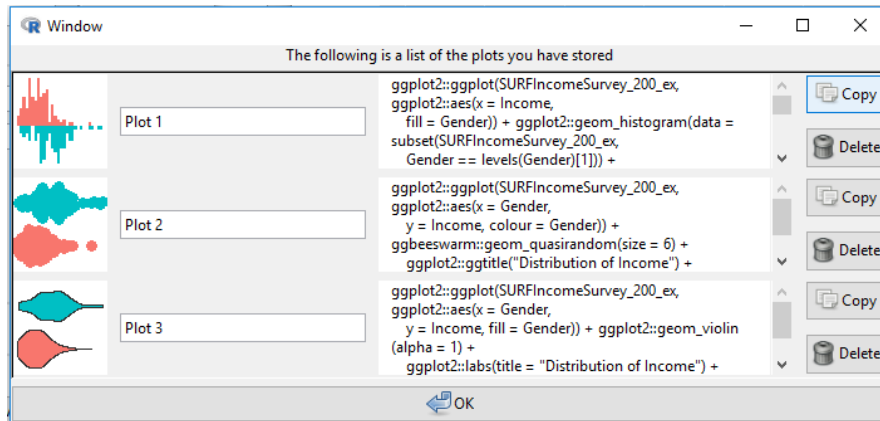 Window
The following is a list of the plots you have stored
Plot 1
ggplot2::ggplot(SURFIncomeSurvey_200_ex,
ggplot2::aes(x = Income,
fill = Gender)) + ggplot2::geom_histogram(data =
subset(SURFIncomeSurvey_200_ex,
Gender == levels(Gender)[1])) +
Copy
Delete
Plot 2
ggplot2::ggplot(SURFIncomeSurvey_200_ex,
ggplot2::aes(x = Gender,
y = Income, colour = Gender)) +
ggbeeswarm::geom_quasirandom(size = 6) +
ggplot2::ggtitle("Distribution of Income") +
Copy
Delete
Plot 3
ggplot2::ggplot(SURFIncomeSurvey_200_ex,
ggplot2::aes(x = Gender,
y = Income, fill = Gender)) + ggplot2::geom_violin
(alpha = 1) +
ggplot2::labs(title = "Distribution of Income") +
Copy
Delete
OK